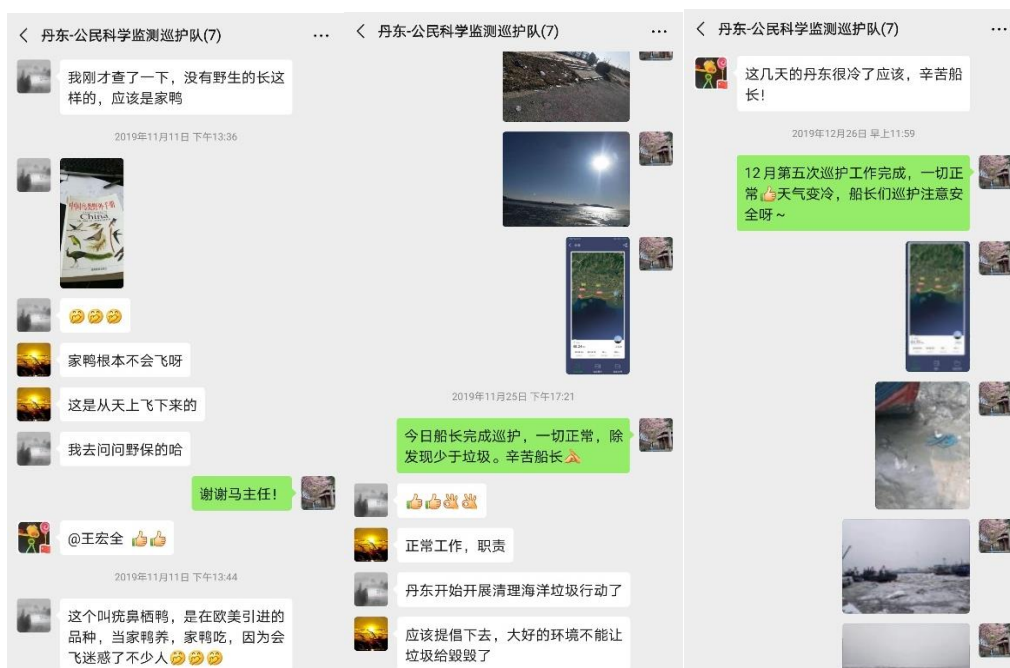 丹东-公民科学监测巡护队(7)
我刚才查了一下，没有野生的长这
样的，应该是家鸭
2019年11月11日 下午13:36
China
家鸭根本不会飞呀
这是从天上飞下来的
我去问问野保的哈
谢谢马主任！
@王宏全
2019年11月11日 下午13:44
这个叫疣鼻栖鸭，是在欧美引进的
品种，当家鸭养，家鸭吃，因为会
飞迷惑了不少人
丹东-公民科学监测巡护队(7)
2019年11月25日 下午17:21
今日船长完成巡护，一切正常，除
发现少于垃圾。辛苦船长
正常工作，职责
丹东开始开展清理海洋垃圾行动了
应该提倡下去，大好的环境不能让
垃圾给毁毁了
丹东-公民科学监测巡护队(7)
这几天的丹东很冷了应该，辛苦船
长！
2019年12月26日 早上11:59
12月第五次巡护工作完成，一切正
常天气变冷，船长们巡护注意安
全呀～